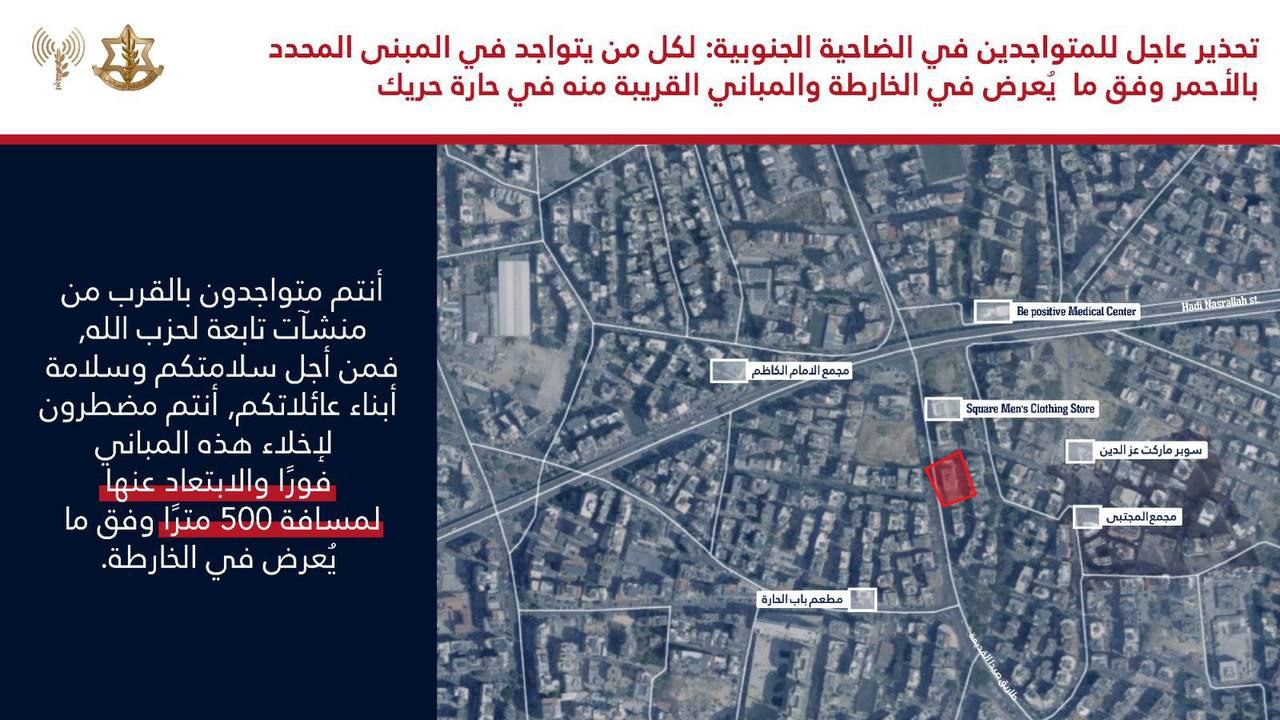 تحذير عاجل للمتواجدين في الضاحية الجنوبية: لكل من يتواجد في المبنى المحدد
بالأحمر وفق ما يُعرض في الخارطة والمباني القريبة منه في حارة حريك
أنتم متواجدون بالقرب من
منشآت تابعة لحزب الله,
فمن أجل سلامتكم وسلامة
أبناء عائلاتكم, أنتم مضطرون
لإخلاء هذه المباني
فورًا والابتعاد عنها
لمسافة 500 مترًا وفق ما
يُعرض في الخارطة.
Hadi Nasrallah st.
Be positive Medical Center
مجمع الامام الكاظم
Square Men's Clothing Store
سوبر ماركت عز الدين
مجمع المجتبى
مطعم باب الحارة
طريق صيدا القديمة